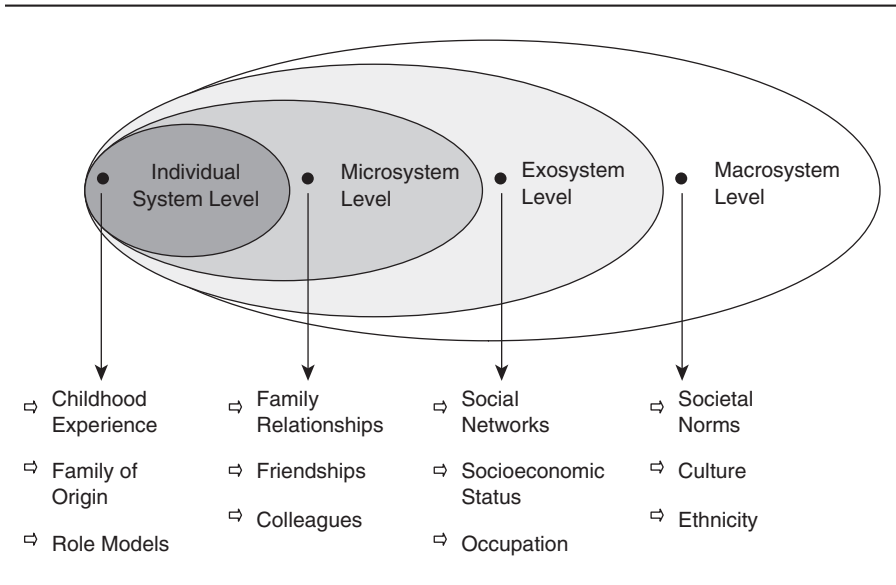 Individual
System Level
Microsystem
Level
Exosystem
Level
Macrosystem
Level
Childhood
Experience
Family of
Origin
Role Models
Family
Relationships
Friendships
Colleagues
Social
Networks
Socioeconomic
Status
Occupation
Societal
Norms
Culture
Ethnicity